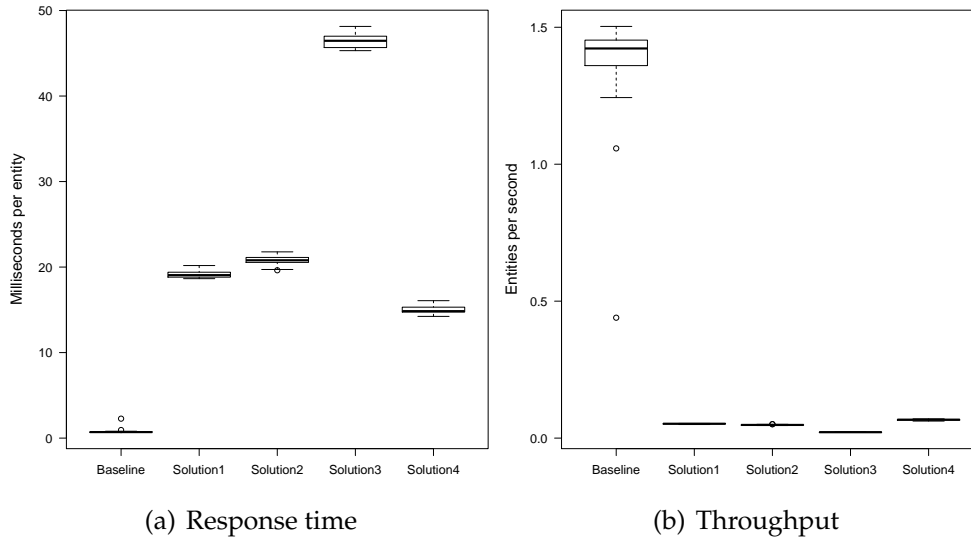 50
40
30
20
10
0
Milliseconds per entity
Baseline Solution1 Solution2 Solution3 Solution4
(a) Response time
1.5
1.0
0.5
0.0
Entities per second
Baseline Solution1 Solution2 Solution3 Solution4
(b) Throughput